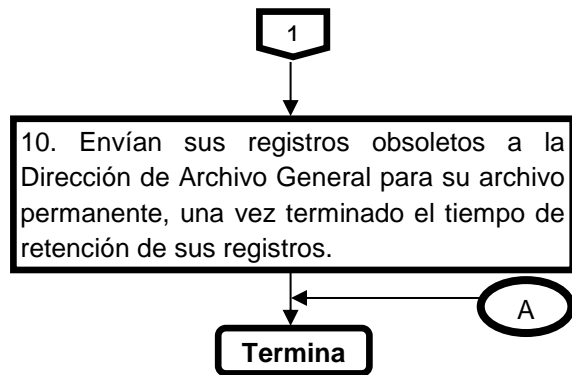 1
10. Envían sus registros obsoletos a la
Dirección de Archivo General para su archivo
permanente, una vez terminado el tiempo de
retención de sus registros.
A
Termina